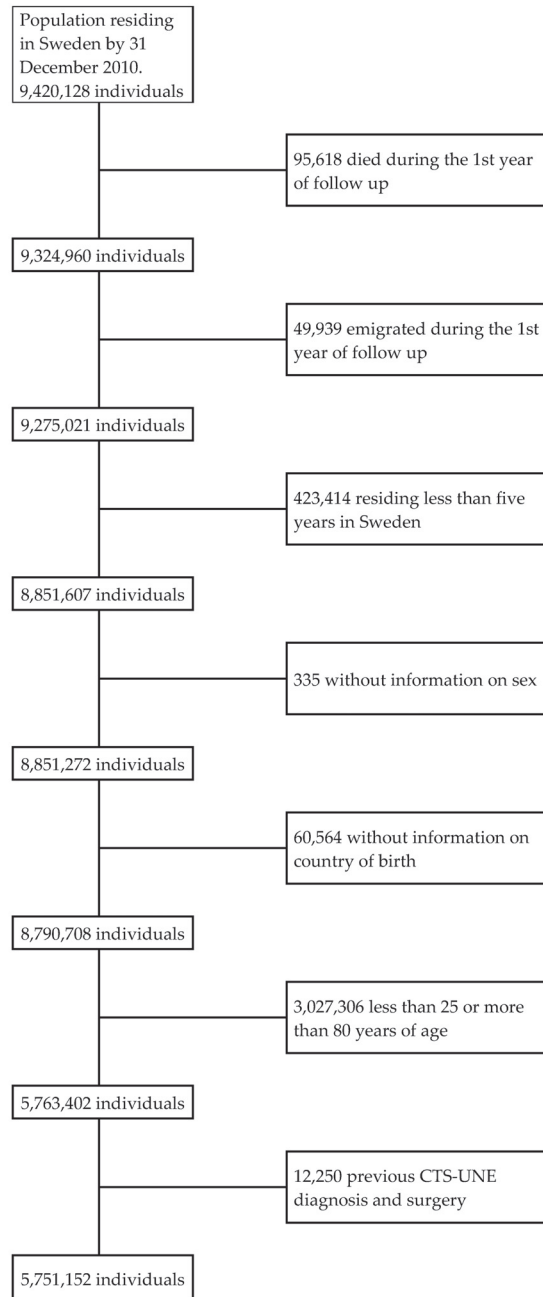 Population residing
in Sweden by 31
December 2010.
9,420,128 individuals
95,618 died during the 1st year
of follow up
9,324,960 individuals
49,939 emigrated during the 1st
year of follow up
9,275,021 individuals
423,414 residing less than five
years in Sweden
8,851,607 individuals
335 without information on sex
8,851,272 individuals
60,564 without information on
country of birth
8,790,708 individuals
3,027,306 less than 25 or more
than 80 years of age
5,763,402 individuals
12,250 previous CTS-UNE
diagnosis and surgery
5,751,152 individuals